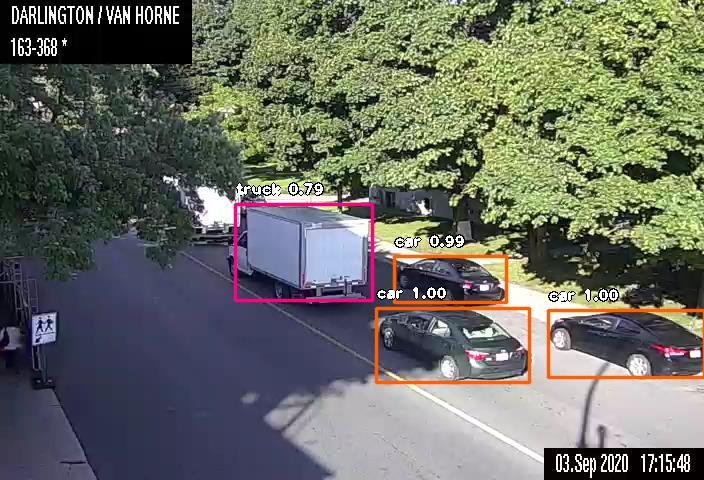 DARLINGTON / VAN HORNE
163-368 *
truck 0.79
car 0.99
car 1.00
car 1.00
03.Sep 2020 17:15:48